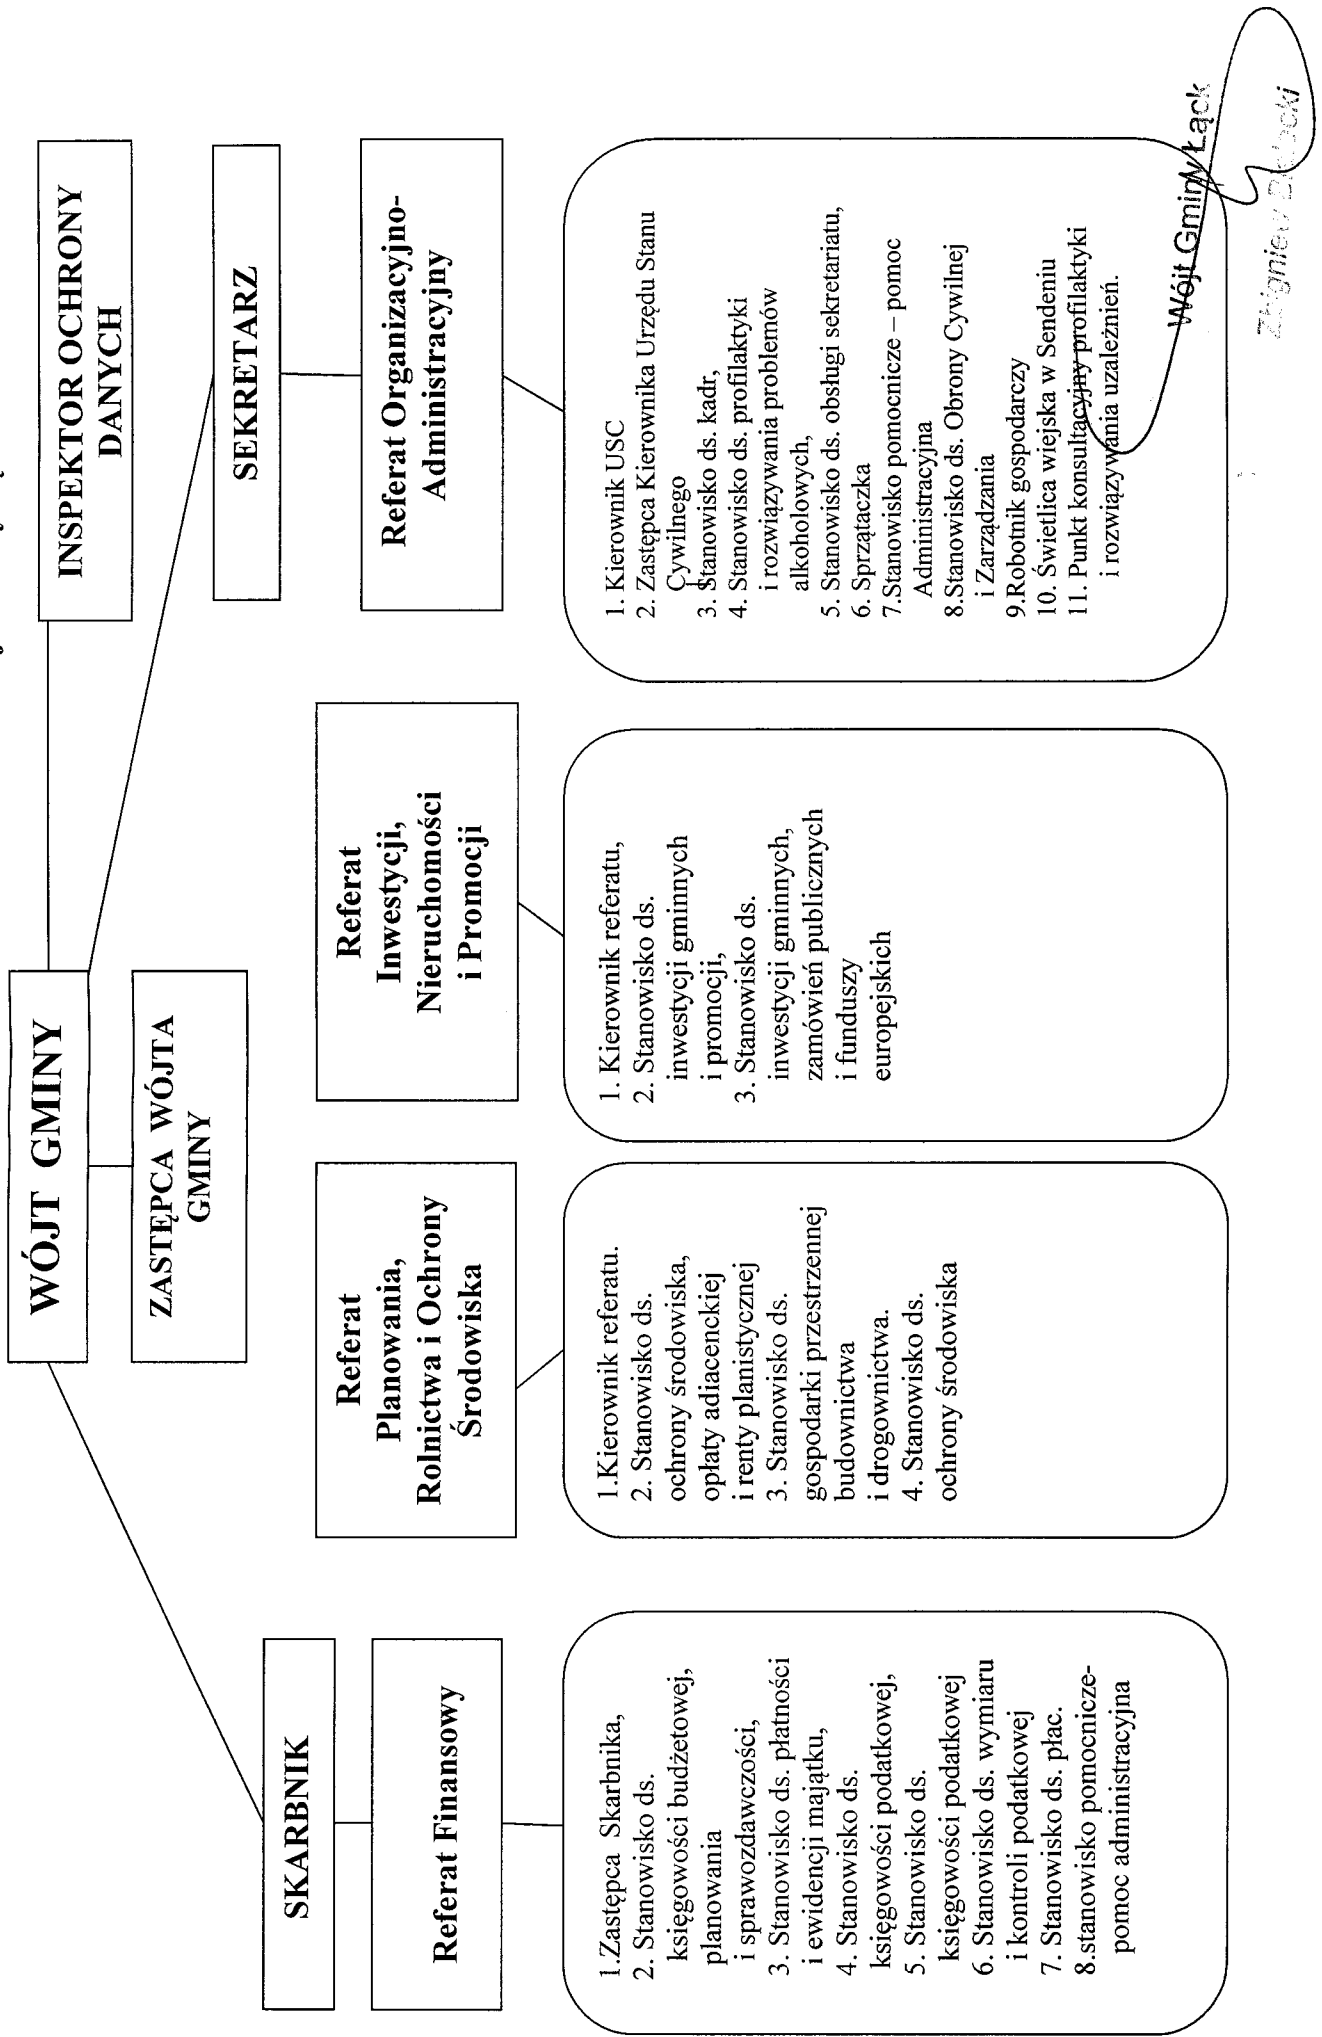 WÓJT GMINY
INSPEKTOR OCHRONY
DANYCH
ZASTĘPCA WÓJTA
GMINY
SEKRETARZ
SKARBNIK
Referat Finansowy
Referat
Planowania,
Rolnictwa i Ochrony
Środowiska
Referat
Inwestycji,
Nieruchomości
i Promocji
Referat Organizacyjno-
Administracyjny
1.Zastępca Skarbnika,
2. Stanowisko ds.
księgowości budżetowej,
planowania
i sprawozdawczości,
3. Stanowisko ds. płatności
i ewidencji majątku,
4. Stanowisko ds.
księgowości podatkowej,
5. Stanowisko ds.
księgowości podatkowej
6. Stanowisko ds. wymiaru
i kontroli podatkowej
7. Stanowisko ds. płac.
8.stanowisko pomocnicze-
pomoc administracyjna
1.Kierownik referatu.
2. Stanowisko ds.
ochrony środowiska,
opłaty adiacenckiej
i renty planistycznej
3. Stanowisko ds.
gospodarki przestrzennej
budownictwa
i drogownictwa.
4. Stanowisko ds.
ochrony środowiska
1. Kierownik referatu,
2. Stanowisko ds.
inwestycji gminnych
i promocji,
3. Stanowisko ds.
inwestycji gminnych,
zamówień publicznych
i funduszy
europejskich
1. Kierownik USC
2. Zastępca Kierownika Urzędu Stanu
Cywilnego
3. Stanowisko ds. kadr,
4. Stanowisko ds. profilaktyki
i rozwiązywania problemów
alkoholowych,
5. Stanowisko ds. obsługi sekretariatu,
6. Sprzątaczka
7.Stanowisko pomocnicze – pomoc
Administracyjna
8.Stanowisko ds. Obrony Cywilnej
i Zarządzania
9.Robotnik gospodarczy
10. Świetlica wiejska w Sendeniu
11. Punkt konsultacyjny profilaktyki
i rozwiązywania uzależnień.
Wójt Gminy Łąck
Zbigniew